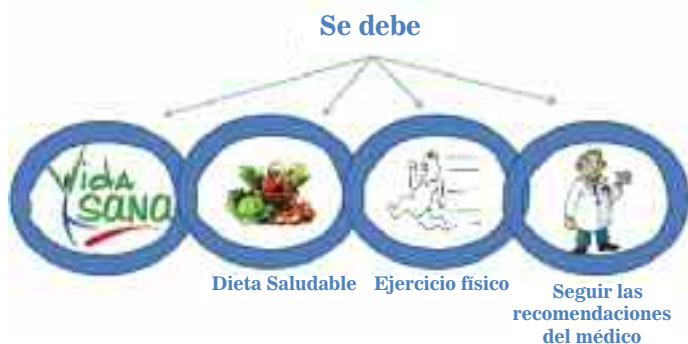 Se debe
Vida
SANA
Dieta Saludable
Ejercicio físico
Seguir las
recomendaciones
del médico